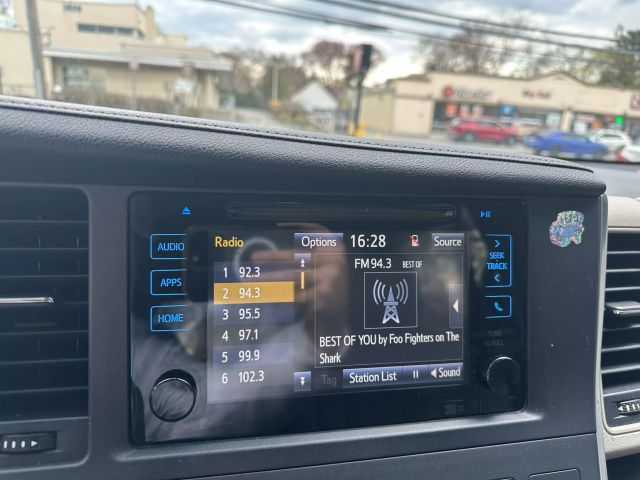 AUDIO
APPS
HOME
Radio
Options
16:28
Source
1 92.3
2 94.3
3 95.5
4 97.1
5 99.9
6 102.3
FM94.3 BEST OF
BEST OF YOU by Foo Fighters on The
Shark
Tag
Station List
Sound
SEEK
TRACK
TUNE
SCROLL